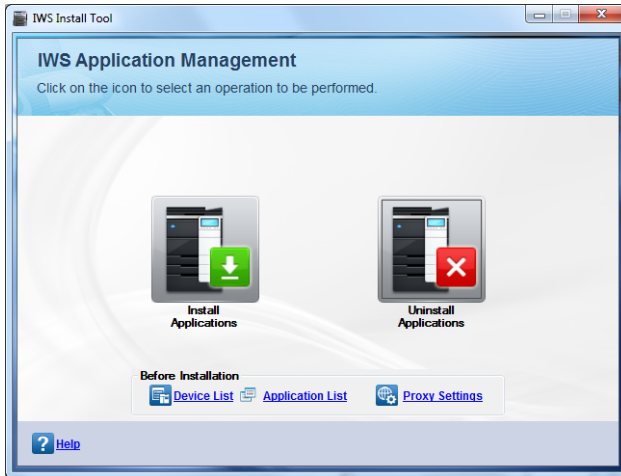 IWS Install Tool
IWS Application Management
Click on the icon to select an operation to be performed.
Install
Applications
Uninstall
Applications
Before Installation
Device List
Application List
Proxy Settings
Help